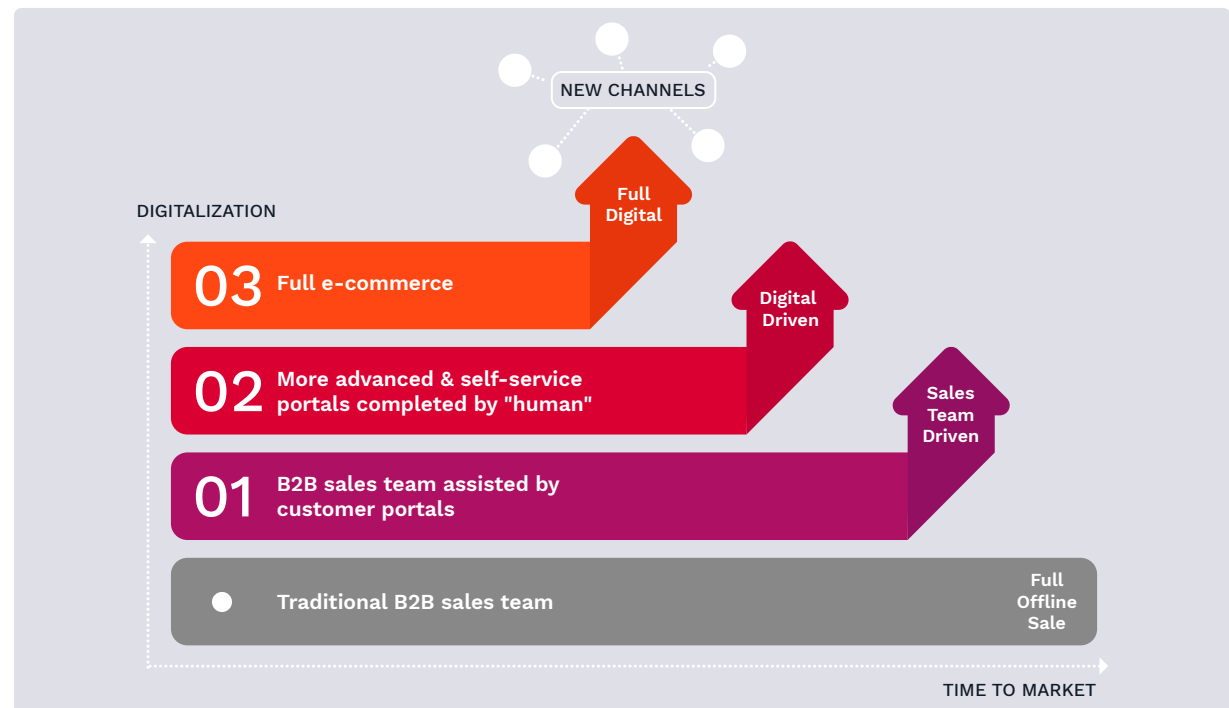 NEW CHANNELS
Full
Digital
DIGITALIZATION
03 Full e-commerce
Digital
Driven
02 More advanced & self-service
portals completed by "human"
Sales
Team
Driven
01 B2B sales team assisted by
customer portals
Traditional B2B sales team
Full
Offline
Sale
TIME TO MARKET